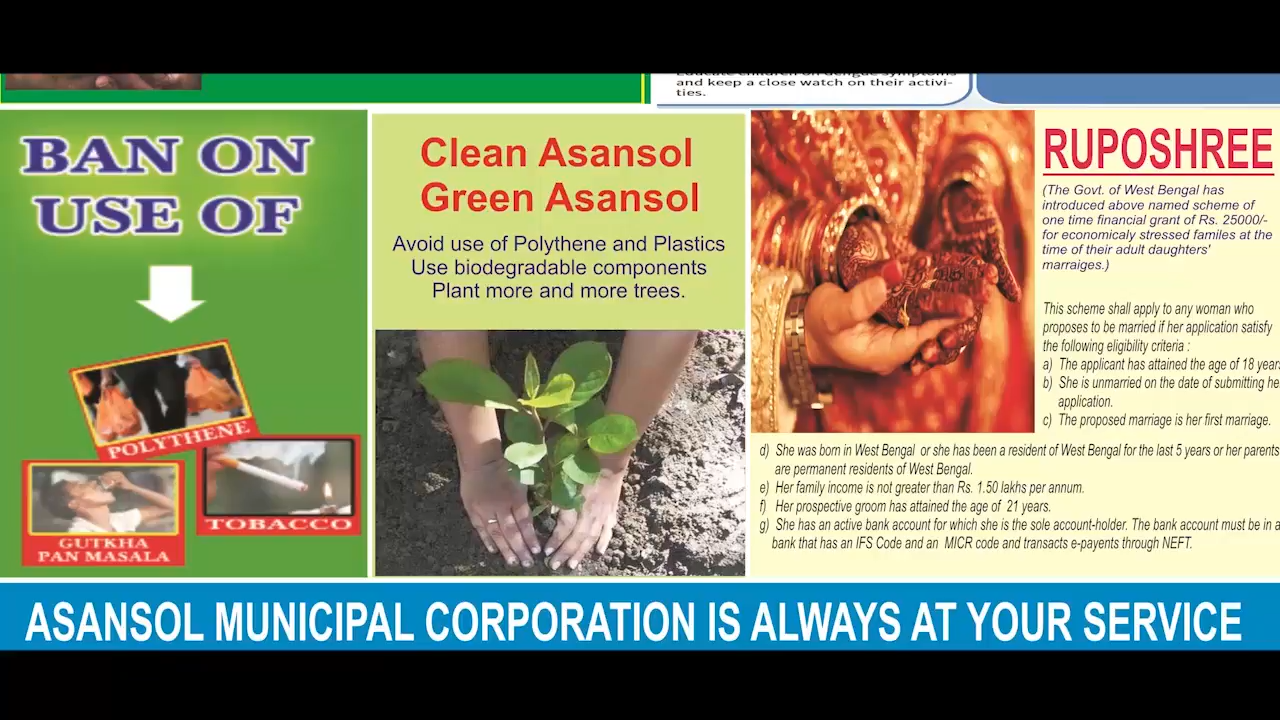 Educate children on dengue symptoms
and keep a close watch on their activi-
ties.
BAN ON
USE OF
POLYTHENE
TOBACCO
GUTKHA
PAN MASALA
Clean Asansol
Green Asansol
Avoid use of Polythene and Plastics
Use biodegradable components
Plant more and more trees.
RUPOSHREE
(The Govt. of West Bengal has
introduced above named scheme of
one time financial grant of Rs. 25000/-
for economicaly stressed familes at the
time of their adult daughters'
marraiges.)
This scheme shall apply to any woman who
proposes to be married if her application satisfy
the following eligibility criteria :
a) The applicant has attained the age of 18 years
b) She is unmarried on the date of submitting he
application.
c) The proposed marriage is her first marriage.
d) She was born in West Bengal or she has been a resident of West Bengal for the last 5 years or her parents
are permanent residents of West Bengal.
e) Her family income is not greater than Rs. 1.50 lakhs per annum.
f) Her prospective groom has attained the age of 21 years.
g) She has an active bank account for which she is the sole account-holder. The bank account must be in a
bank that has an IFS Code and an MICR code and transacts e-payents through NEFT.
ASANSOL MUNICIPAL CORPORATION IS ALWAYS AT YOUR SERVICE